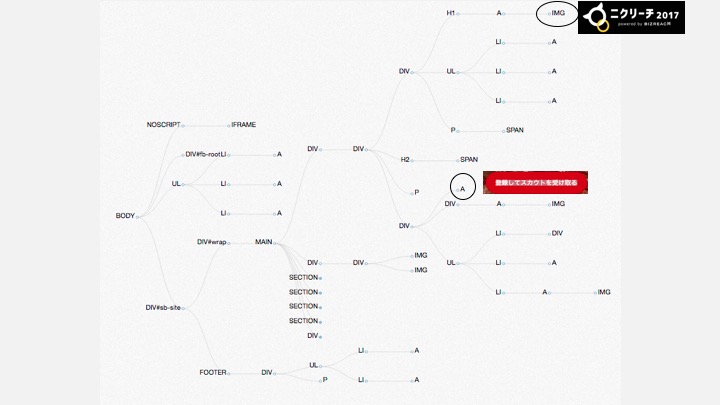 H1 A IMG
ニクリーチ 2017
powered by BIZREACH
LI A
DIV UL LI A
LI A
NOSCRIPT IFRAME
P SPAN
DIV#fb-root LI A
DIV DIV
H2 SPAN
UL LI A
P
A
登録してスカウトを受け取る
DIV A IMG
LI A
BODY
DIV
LI DIV
DIV#wrap MAIN
IMG
DIV DIV
UL LI A
IMG
SECTION
SECTION
LI A IMG
SECTION
DIV#sb-site
SECTION
DIV
LI A
UL
FOOTER DIV
P LI A